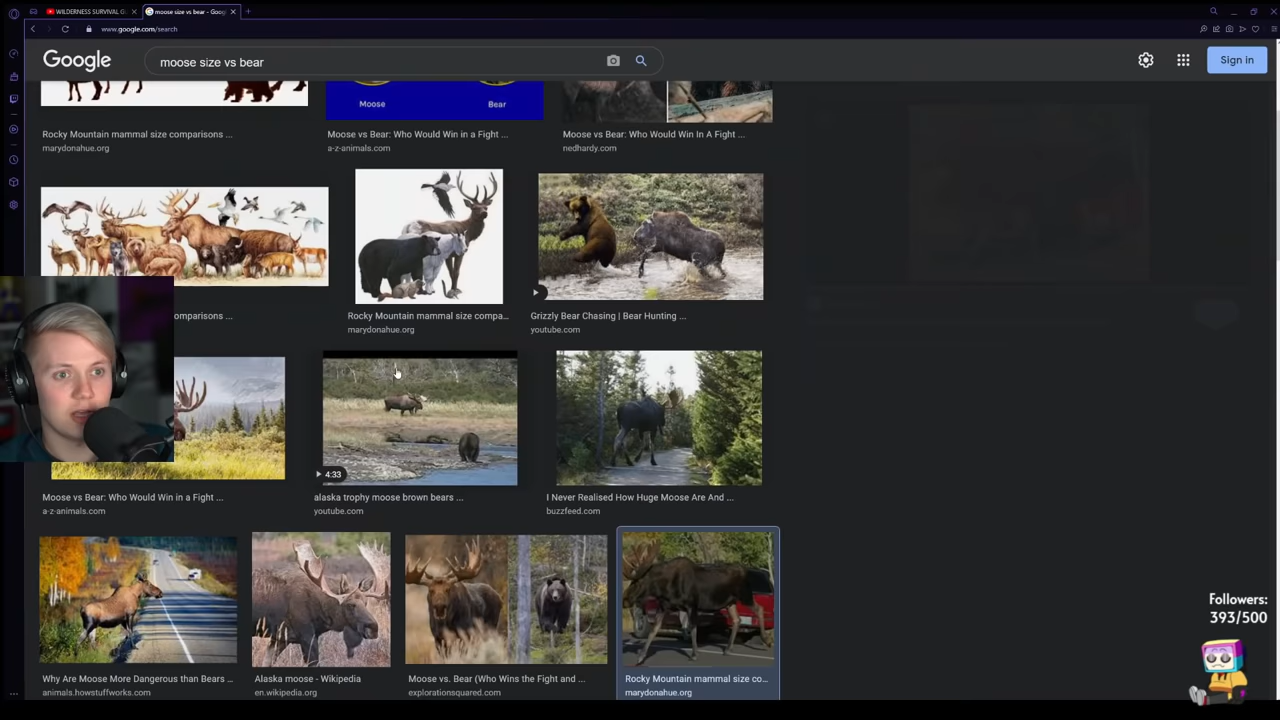 WILDERNESS SURVIVAL G
moose size vs bear - Goog
www.google.com/search
Google
moose size vs bear
Sign in
Moose
Bear
Rocky Mountain mammal size comparisons ...
marydonahue.org
Moose vs Bear: Who Would Win in a Fight ...
a-z-animals.com
Moose vs Bear: Who Would Win In A Fight ...
nedhardy.com
comparisons ...
Rocky Mountain mammal size compa...
marydonahue.org
Grizzly Bear Chasing | Bear Hunting ...
youtube.com
4:33
Moose vs Bear: Who Would Win in a Fight ...
a-z-animals.com
alaska trophy moose brown bears ...
youtube.com
I Never Realised How Huge Moose Are And ...
buzzfeed.com
Followers:
393/500
Why Are Moose More Dangerous than Bears ...
animals.howstuffworks.com
Alaska moose - Wikipedia
en.wikipedia.org
Moose vs. Bear (Who Wins the Fight and ...
explorationsquared.com
Rocky Mountain mammal size co...
marydonahue.org